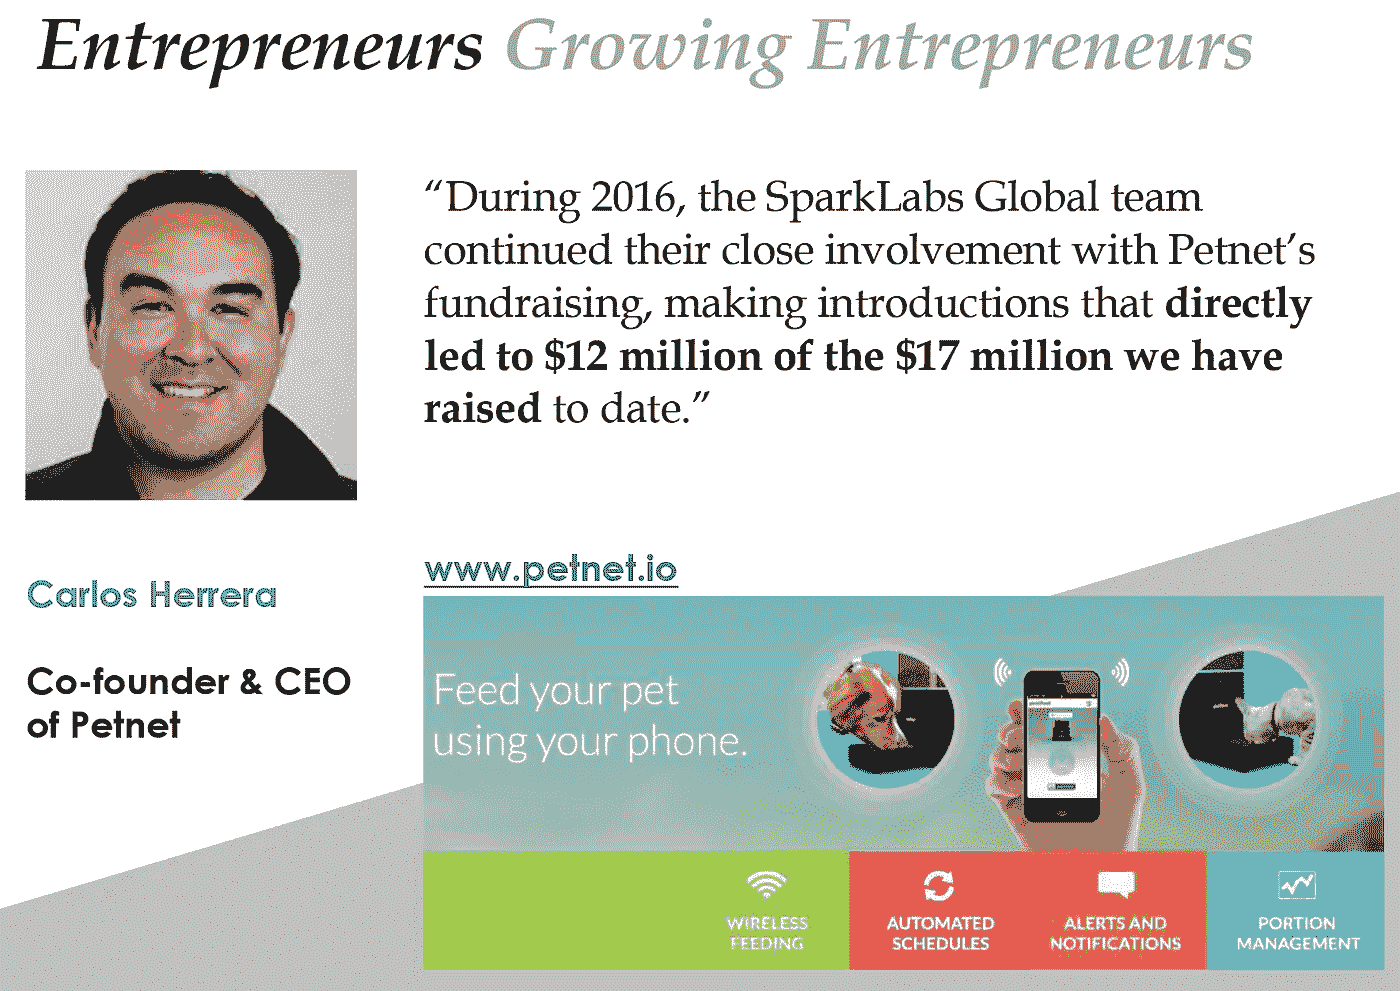 Entrepreneurs Growing Entrepreneurs
“During 2016, the SparkLabs Global team
continued their close involvement with Petnet’s
fundraising, making introductions that directly
led to $12 million of the $17 million we have
raised to date.”
www.petnet.io
Carlos Herrera
Co-founder & CEO
of Petnet
Feed your pet
using your phone.
WIRELESS
FEEDING
AUTOMATED
SCHEDULES
ALERTS AND
NOTIFICATIONS
PORTION
MANAGEMENT